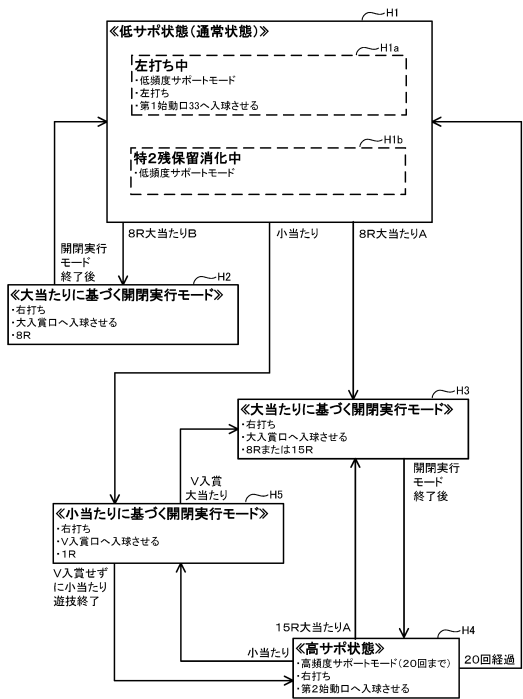 H1
≪低サポ状態(通常状態)≫
H1a
左打ち中
・低頻度サポートモード
・左打ち
・第1始動口33へ入球させる
H1b
特2残保留消化中
・低頻度サポートモード
8R大当たりB
小当たり
8R大当たりA
開閉実行
モード
終了後
H2
≪大当たりに基づく開閉実行モード≫
・右打ち
・大入賞口へ入球させる
・8R
H3
≪大当たりに基づく開閉実行モード≫
・右打ち
・大入賞口へ入球させる
・8Rまたは15R
開閉実行
モード
終了後
V入賞
大当たり
H5
≪小当たりに基づく開閉実行モード≫
・右打ち
・V入賞口へ入球させる
・1R
V入賞せず
に小当たり
遊技終了
15R大当たりA
小当たり
H4
≪高サポ状態≫
・高頻度サポートモード(20回まで)
・右打ち
・第2始動口へ入球させる
20回経過